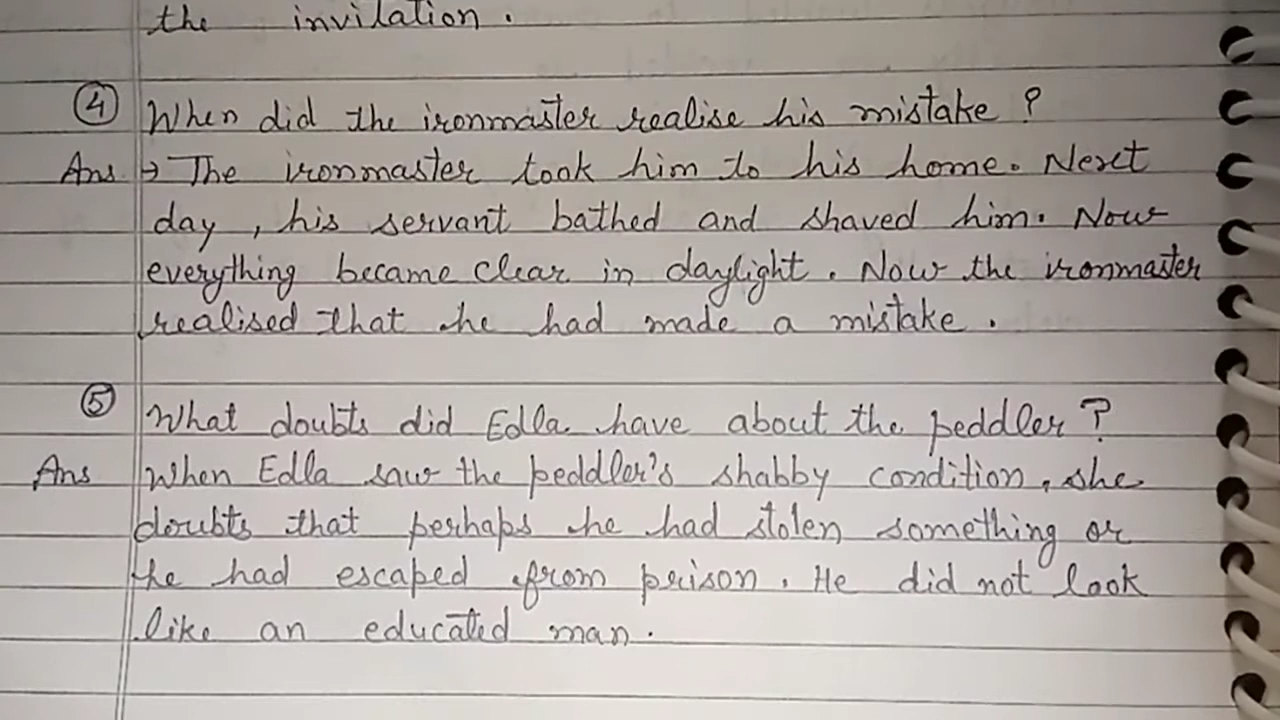 the invitation.
④ When did the ironmaster realise his mistake?
Ans → The ironmaster took him to his home. Next
day, his servant bathed and shaved him. Now
everything became clear in daylight. Now the ironmaster
realised that he had made a mistake.
⑤ What doubts did Edla have about the peddler?
Ans When Edla saw the peddler's shabby condition, she
doubts that perhaps he had stolen something or
he had escaped from prison. He did not look
like an educated man.